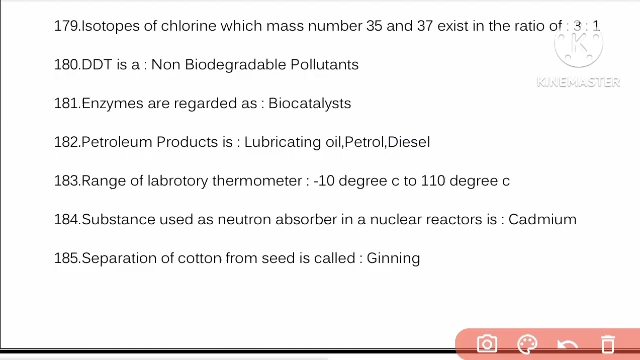 179.Isotopes of chlorine which mass number 35 and 37 exist in the ratio of : 3 : 1
K
KINEMASTER
180.DDT is a : Non Biodegradable Pollutants
181.Enzymes are regarded as : Biocatalysts
182.Petroleum Products is : Lubricating oil,Petrol,Diesel
183.Range of labrotory thermometer : -10 degree c to 110 degree c
184.Substance used as neutron absorber in a nuclear reactors is : Cadmium
185.Separation of cotton from seed is called : Ginning